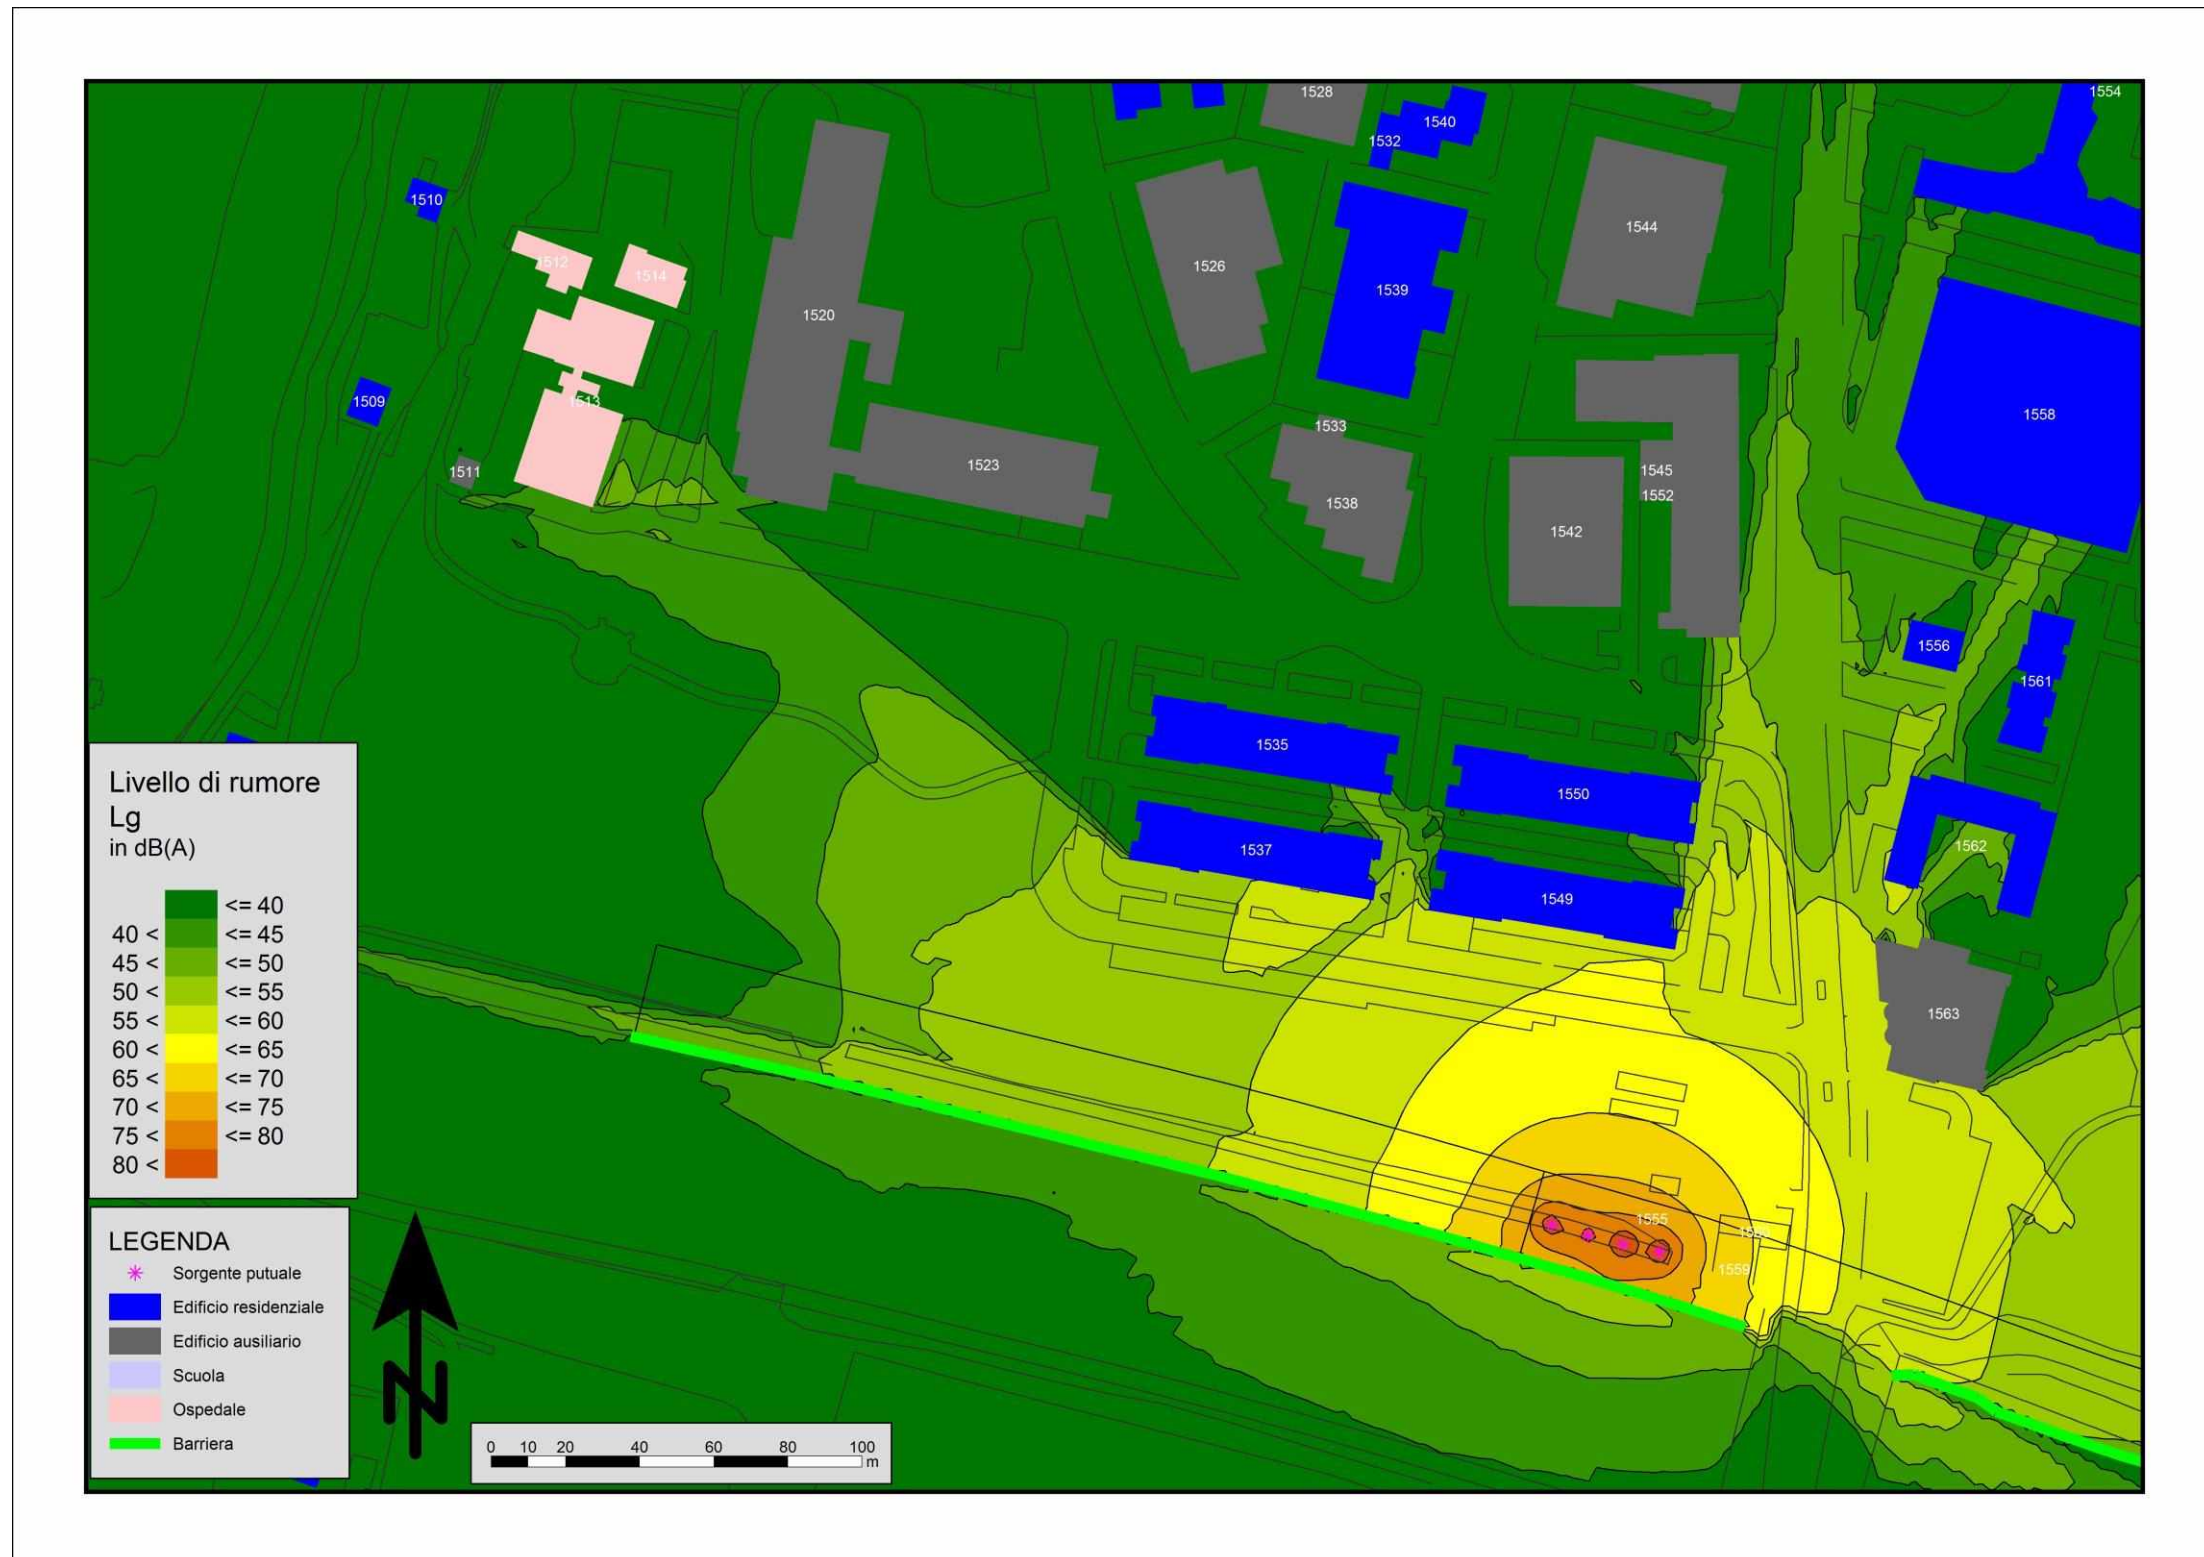 1528
1554
1540
1532
1510
1544
1512
1514
1526
1539
1520
1509
1513
1558
1533
1511
1523
1545
1552
1538
1542
1556
1561
1535
1550
1562
1537
1549
1563
1555
1559
Livello di rumore
Lg
in dB(A)
<= 40
40 < <= 45
45 < <= 50
50 < <= 55
55 < <= 60
60 < <= 65
65 < <= 70
70 < <= 75
75 < <= 80
80 <
LEGENDA
Sorgente putuale
Edificio residenziale
Edificio ausiliario
Scuola
Ospedale
Barriera
N
0 10 20 40 60 80 100
m